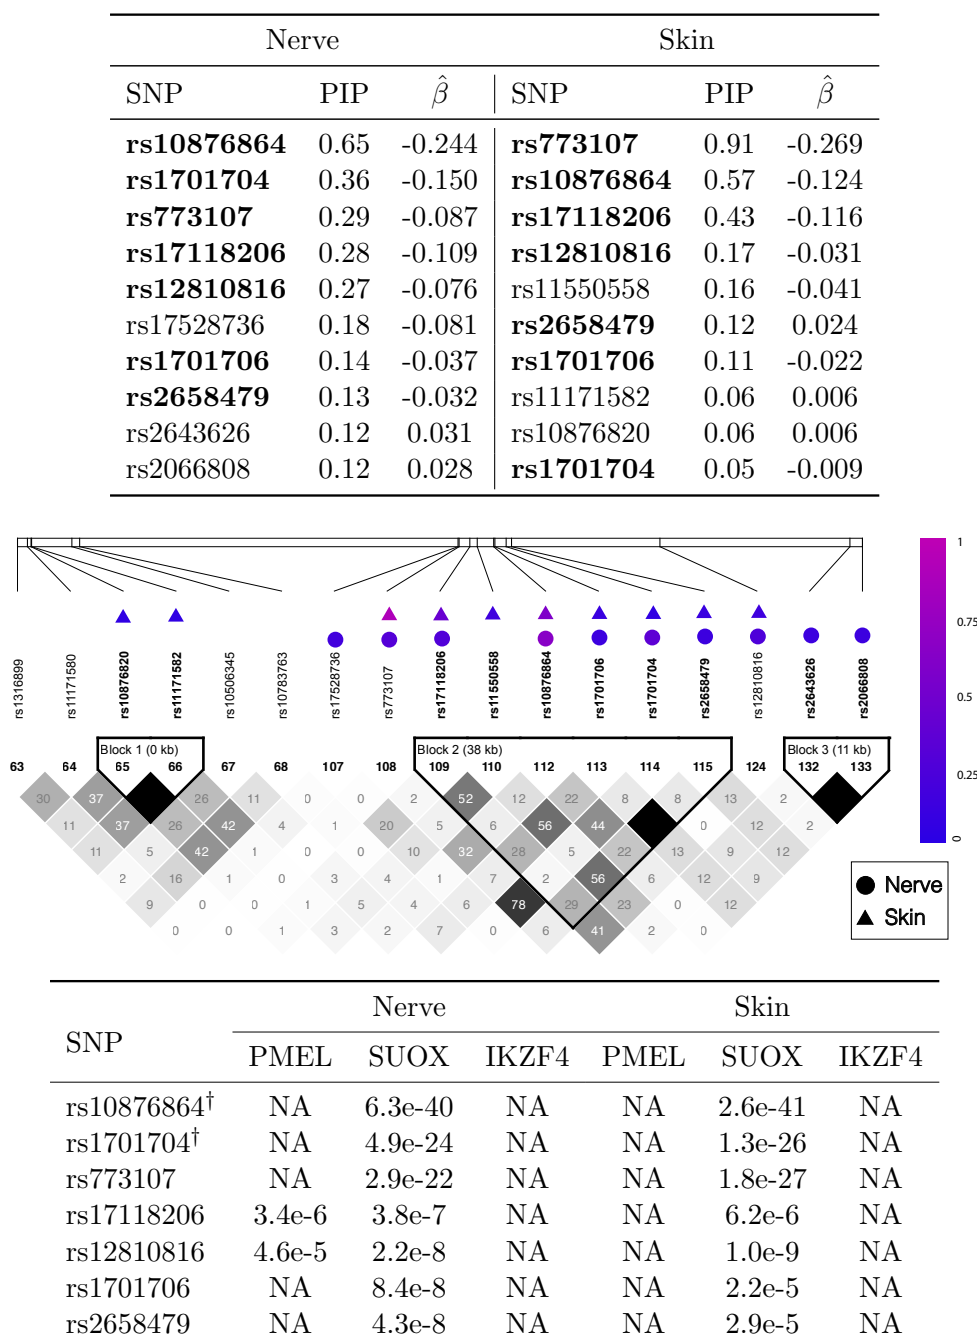 Nerve Skin
SNP PIP β̂ SNP PIP β̂
rs10876864 0.65 -0.244 rs773107 0.91 -0.269
rs1701704 0.36 -0.150 rs10876864 0.57 -0.124
rs773107 0.29 -0.087 rs17118206 0.43 -0.116
rs17118206 0.28 -0.109 rs12810816 0.17 -0.031
rs12810816 0.27 -0.076 rs11550558 0.16 -0.041
rs17528736 0.18 -0.081 rs2658479 0.12 0.024
rs1701706 0.14 -0.037 rs1701706 0.11 -0.022
rs2658479 0.13 -0.032 rs11171582 0.06 0.006
rs2643626 0.12 0.031 rs10876820 0.06 0.006
rs2066808 0.12 0.028 rs1701704 0.05 -0.009
rs1316899 rs11171580 rs10876820 rs11171582 rs10506345 rs10783763 rs17528736 rs773107 rs17118206 rs11550558 rs10876864 rs1701706 rs1701704 rs2658479 rs12810816 rs2643626 rs2066808
1
0.75
0.5
0.25
0
Block 1 (0 kb) Block 2 (38 kb) Block 3 (11 kb)
63 64 65 66 67 68 107 108 109 110 112 113 114 115 124 132 133
30 37 26 11 0 0 2 52 12 22 8 8 13 2
11 37 26 42 4 1 20 5 6 56 44 0 12 2
11 5 42 1 0 3 10 32 28 5 22 13 9 12
2 16 1 0 3 4 1 7 2 56 6 12 9
9 0 0 1 5 4 6 78 29 23 0 12
0 0 1 3 2 7 0 6 41 2 0
Nerve
Skin
Nerve Skin
SNP PMEL SUOX IKZF4 PMEL SUOX IKZF4
rs10876864† NA 6.3e-40 NA NA 2.6e-41 NA
rs1701704† NA 4.9e-24 NA NA 1.3e-26 NA
rs773107 NA 2.9e-22 NA NA 1.8e-27 NA
rs17118206 3.4e-6 3.8e-7 NA NA 6.2e-6 NA
rs12810816 4.6e-5 2.2e-8 NA NA 1.0e-9 NA
rs1701706 NA 8.4e-8 NA NA 2.2e-5 NA
rs2658479 NA 4.3e-8 NA NA 2.9e-5 NA